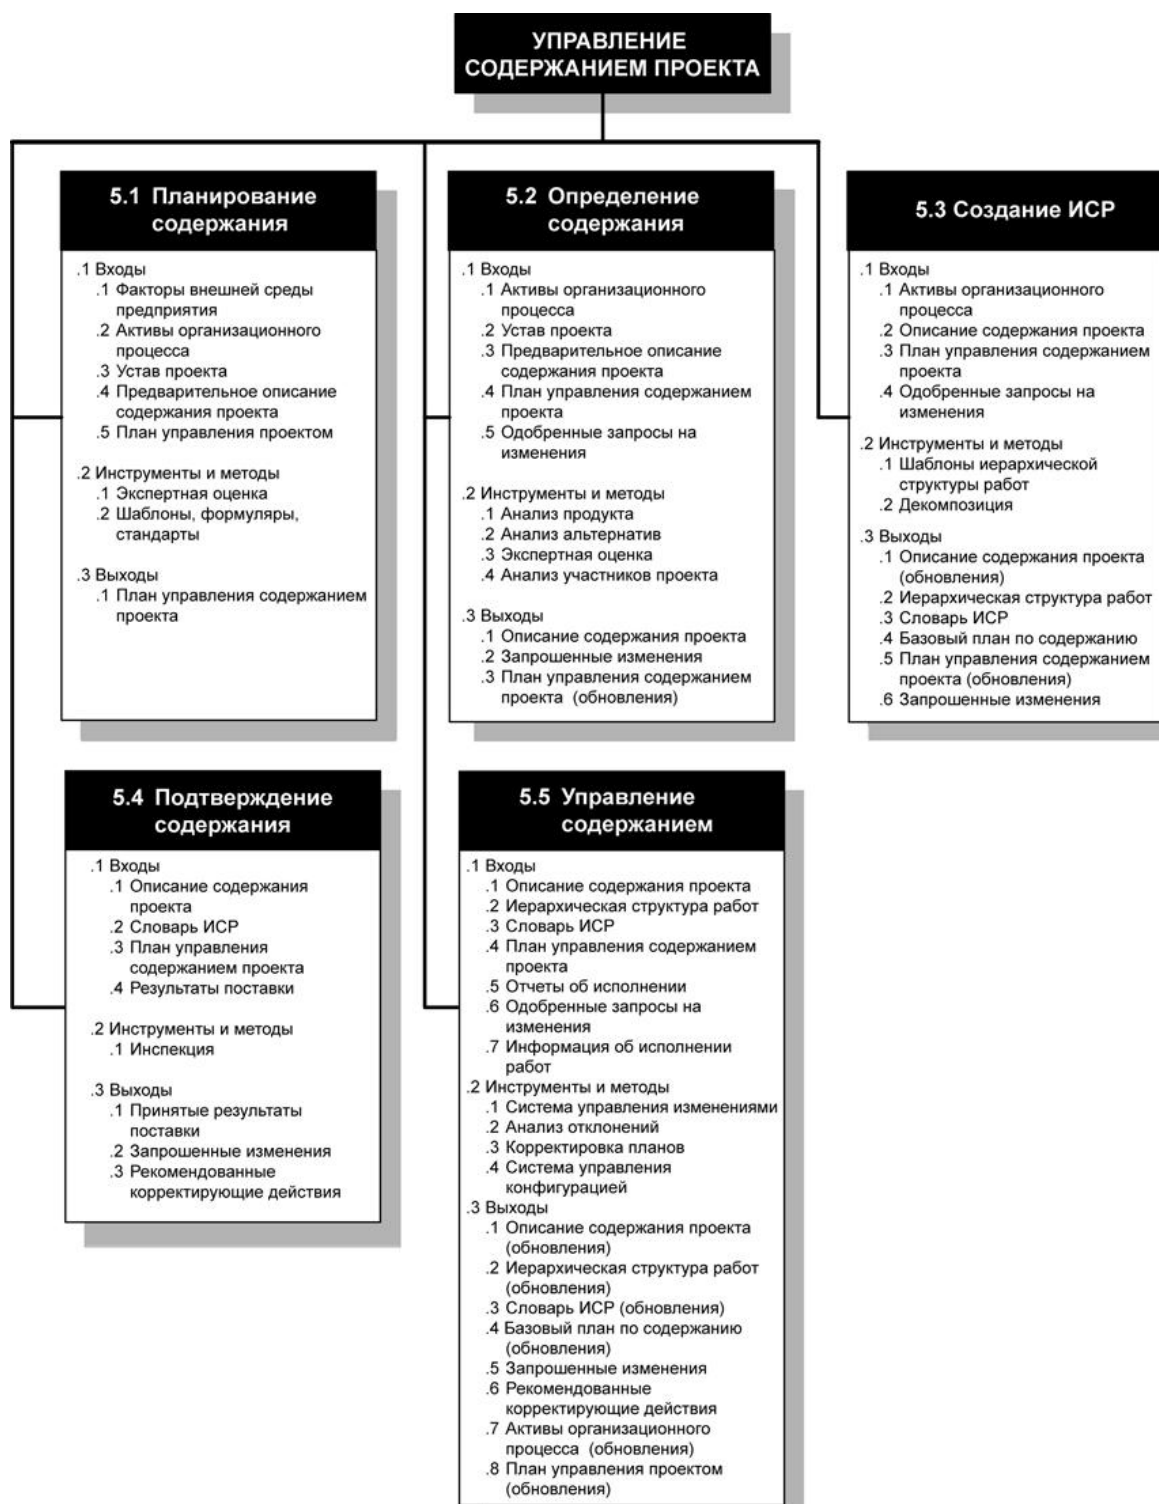 УПРАВЛЕНИЕ
СОДЕРЖАНИЕМ ПРОЕКТА
5.1 Планирование
содержания
.1 Входы
.1 Факторы внешней среды
предприятия
.2 Активы организационного
процесса
.3 Устав проекта
.4 Предварительное описание
содержания проекта
.5 План управления проектом
.2 Инструменты и методы
.1 Экспертная оценка
.2 Шаблоны, формуляры,
стандарты
.3 Выходы
.1 План управления содержанием
проекта
5.2 Определение
содержания
.1 Входы
.1 Активы организационного
процесса
.2 Устав проекта
.3 Предварительное описание
содержания проекта
.4 План управления содержанием
проекта
.5 Одобренные запросы на
изменения
.2 Инструменты и методы
.1 Анализ продукта
.2 Анализ альтернатив
.3 Экспертная оценка
.4 Анализ участников проекта
.3 Выходы
.1 Описание содержания проекта
.2 Запрошенные изменения
.3 План управления содержанием
проекта (обновления)
5.3 Создание ИСР
.1 Входы
.1 Активы организационного
процесса
.2 Описание содержания проекта
.3 План управления содержанием
проекта
.4 Одобренные запросы на
изменения
.2 Инструменты и методы
.1 Шаблоны иерархической
структуры работ
.2 Декомпозиция
.3 Выходы
.1 Описание содержания проекта
(обновления)
.2 Иерархическая структура работ
.3 Словарь ИСР
.4 Базовый план по содержанию
.5 План управления содержанием
проекта (обновления)
.6 Запрошенные изменения
5.4 Подтверждение
содержания
.1 Входы
.1 Описание содержания
проекта
.2 Словарь ИСР
.3 План управления
содержанием проекта
.4 Результаты поставки
.2 Инструменты и методы
.1 Инспекция
.3 Выходы
.1 Принятые результаты
поставки
.2 Запрошенные изменения
.3 Рекомендованные
корректирующие действия
5.5 Управление
содержанием
.1 Входы
.1 Описание содержания проекта
.2 Иерархическая структура работ
.3 Словарь ИСР
.4 План управления содержанием
проекта
.5 Отчеты об исполнении
.6 Одобренные запросы на
изменения
.7 Информация об исполнении
работ
.2 Инструменты и методы
.1 Система управления изменениями
.2 Анализ отклонений
.3 Корректировка планов
.4 Система управления
конфигурацией
.3 Выходы
.1 Описание содержания проекта
(обновления)
.2 Иерархическая структура работ
(обновления)
.3 Словарь ИСР (обновления)
.4 Базовый план по содержанию
(обновления)
.5 Запрошенные изменения
.6 Рекомендованные
корректирующие действия
.7 Активы организационного
процесса (обновления)
.8 План управления проектом
(обновления)